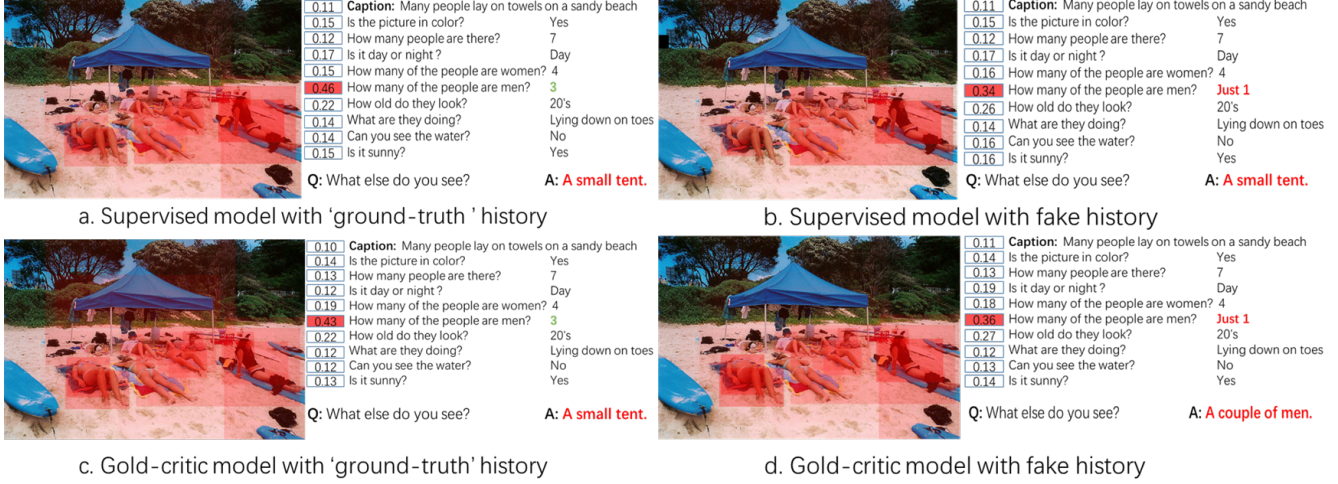 0.11 Caption: Many people lay on towels on a sandy beach
0.15 Is the picture in color? Yes
0.12 How many people are there? 7
0.17 Is it day or night ? Day
0.15 How many of the people are women? 4
0.46 How many of the people are men? 3
0.22 How old do they look? 20's
0.14 What are they doing? Lying down on toes
0.14 Can you see the water? No
0.15 Is it sunny? Yes
Q: What else do you see? A: A small tent.
a. Supervised model with 'ground-truth ' history
0.11 Caption: Many people lay on towels on a sandy beach
0.15 Is the picture in color? Yes
0.12 How many people are there? 7
0.17 Is it day or night ? Day
0.16 How many of the people are women? 4
0.34 How many of the people are men? Just 1
0.26 How old do they look? 20's
0.14 What are they doing? Lying down on toes
0.16 Can you see the water? No
0.16 Is it sunny? Yes
Q: What else do you see? A: A small tent.
b. Supervised model with fake history
0.10 Caption: Many people lay on towels on a sandy beach
0.14 Is the picture in color? Yes
0.13 How many people are there? 7
0.12 Is it day or night ? Day
0.19 How many of the people are women? 4
0.43 How many of the people are men? 3
0.22 How old do they look? 20's
0.12 What are they doing? Lying down on toes
0.12 Can you see the water? No
0.13 Is it sunny? Yes
Q: What else do you see? A: A small tent.
c. Gold-critic model with 'ground-truth' history
0.11 Caption: Many people lay on towels on a sandy beach
0.14 Is the picture in color? Yes
0.13 How many people are there? 7
0.19 Is it day or night ? Day
0.18 How many of the people are women? 4
0.36 How many of the people are men? Just 1
0.27 How old do they look? 20's
0.12 What are they doing? Lying down on toes
0.13 Can you see the water? No
0.14 Is it sunny? Yes
Q: What else do you see? A: A couple of men.
d. Gold-critic model with fake history